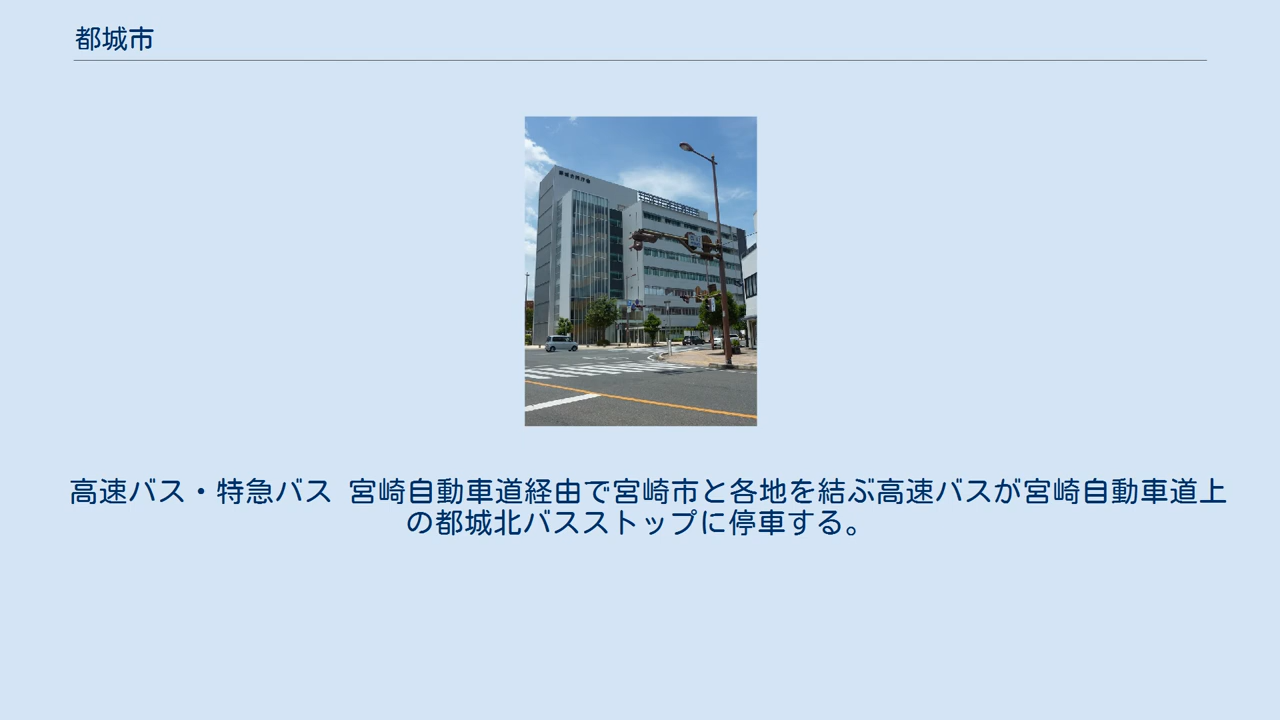 都城市
高速バス・特急バス 宮崎自動車道経由で宮崎市と各地を結ぶ高速バスが宮崎自動車道上
の都城北バスストップに停車する。